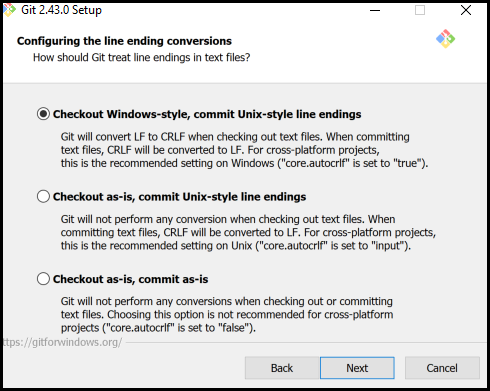 Git 2.43.0 Setup
Configuring the line ending conversions
How should Git treat line endings in text files?
Checkout Windows-style, commit Unix-style line endings
Git will convert LF to CRLF when checking out text files. When committing
text files, CRLF will be converted to LF. For cross-platform projects,
this is the recommended setting on Windows ("core.autocrlf" is set to "true").
Checkout as-is, commit Unix-style line endings
Git will not perform any conversion when checking out text files. When
committing text files, CRLF will be converted to LF. For cross-platform projects,
this is the recommended setting on Unix ("core.autocrlf" is set to "input").
Checkout as-is, commit as-is
Git will not perform any conversions when checking out or committing
text files. Choosing this option is not recommended for cross-platform
projects ("core.autocrlf" is set to "false").
ttps://gitforwindows.org/
Back Next Cancel